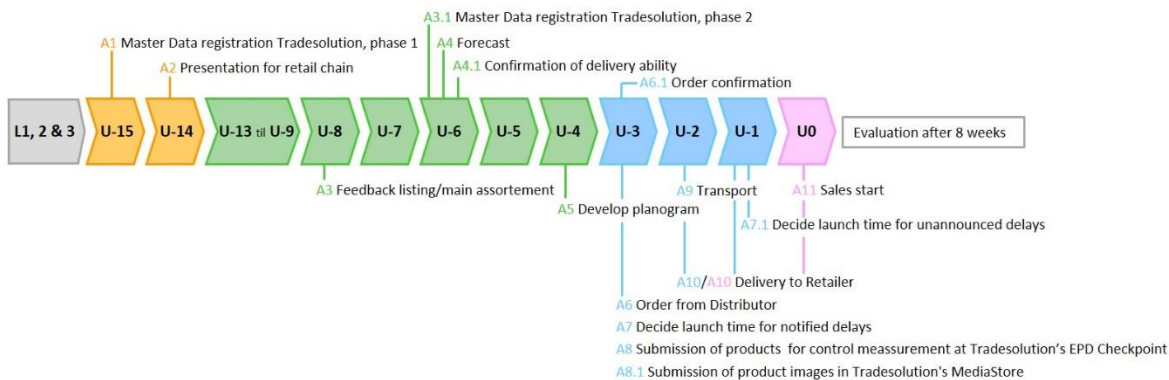 A3.1 Master Data registration Tradesolution, phase 2
A1 Master Data registration Tradesolution, phase 1
A4 Forecast
A2 Presentation for retail chain
A4.1 Confirmation of delivery ability
A6.1 Order confirmation
L1, 2 & 3
U-15
U-14
U-13 til U-9
U-8
U-7
U-6
U-5
U-4
U-3
U-2
U-1
U0
Evaluation after 8 weeks
A3 Feedback listing/main assortement
A9 Transport
A11 Sales start
A5 Develop planogram
A7.1 Decide launch time for unannounced delays
A10/A10 Delivery to Retailer
A6 Order from Distributor
A7 Decide launch time for notified delays
A8 Submission of products for control meassurement at Tradesolution’s EPD Checkpoint
A8.1 Submission of product images in Tradesolution's MediaStore